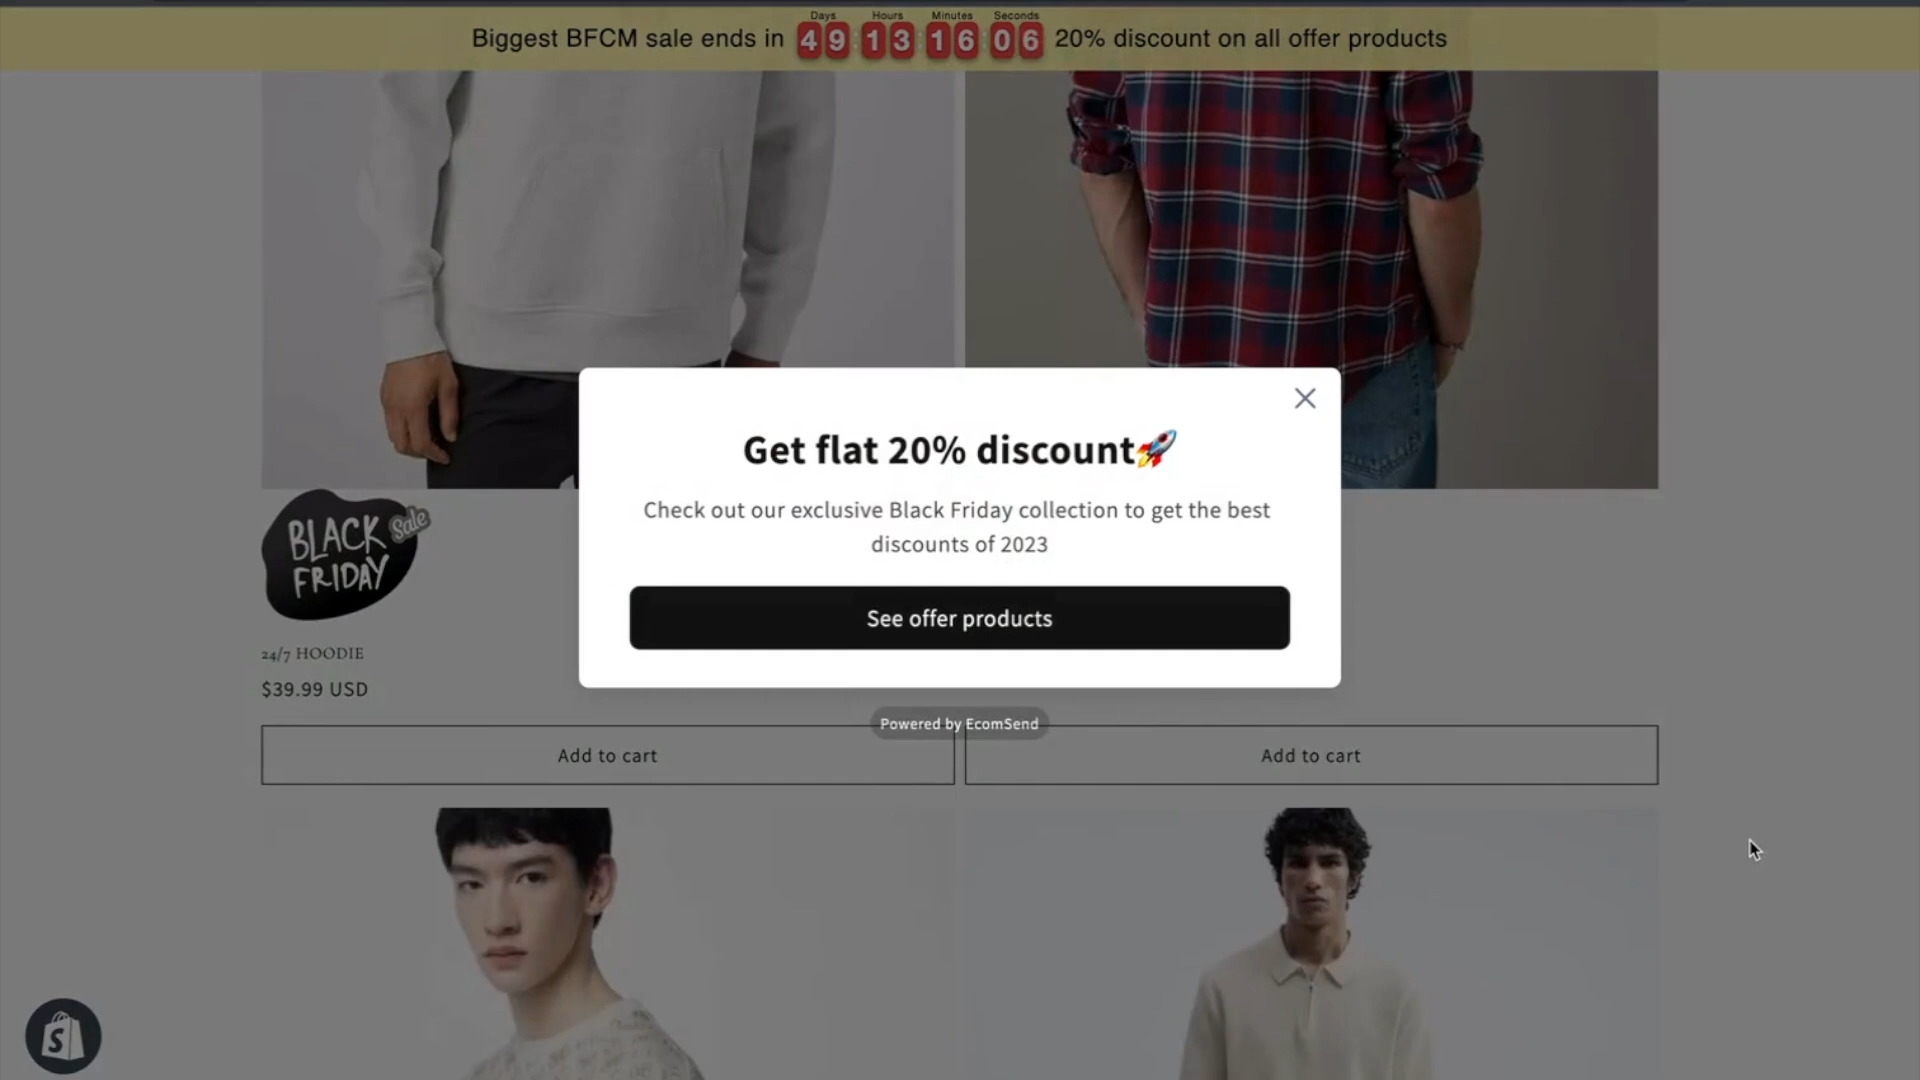 Days Hours Minutes Seconds
Biggest BFCM sale ends in 49 13 16 06 20% discount on all offer products
Get flat 20% discount🚀
Check out our exclusive Black Friday collection to get the best
discounts of 2023
See offer products
BLACK Sale
FRIDAY
24/7 HOODIE
$39.99 USD
Powered by EcomSend
Add to cart Add to cart
S